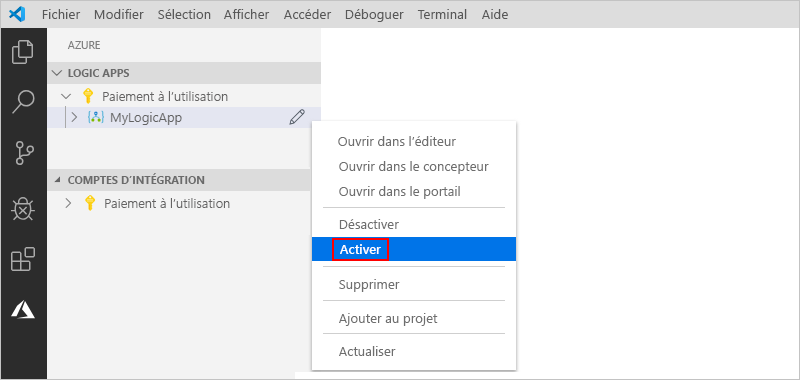 Fichier Modifier Sélection Afficher Accéder Déboguer Terminal Aide
AZURE
LOGIC APPS
Paiement à l'utilisation
MyLogicApp
Ouvrir dans l'éditeur
Ouvrir dans le concepteur
Ouvrir dans le portail
Désactiver
Activer
Supprimer
Ajouter au projet
Actualiser
COMPTES D'INTÉGRATION
Paiement à l'utilisation